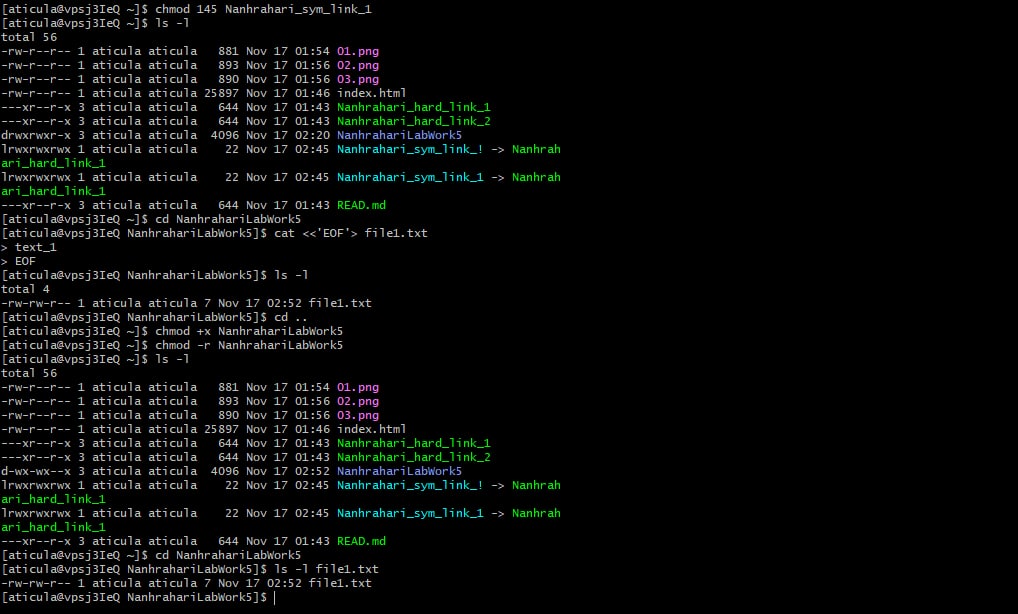 [aticula@vpsj3IeQ ~]$ chmod 145 Nanhrahari_sym_link_1
[aticula@vpsj3IeQ ~]$ ls -l
total 56
-rw-r--r-- 1 aticula aticula   881 Nov 17 01:54 01.png
-rw-r--r-- 1 aticula aticula   893 Nov 17 01:56 02.png
-rw-r--r-- 1 aticula aticula   890 Nov 17 01:56 03.png
-rw-r--r-- 1 aticula aticula 25897 Nov 17 01:46 index.html
---xr--r-x 3 aticula aticula   644 Nov 17 01:43 Nanhrahari_hard_link_1
---xr--r-x 3 aticula aticula   644 Nov 17 01:43 Nanhrahari_hard_link_2
drwxrwxr-x 3 aticula aticula  4096 Nov 17 02:20 NanhrahariLabWork5
lrwxrwxrwx 1 aticula aticula    22 Nov 17 02:45 Nanhrahari_sym_link_! -> Nanhrah
ari_hard_link_1
lrwxrwxrwx 1 aticula aticula    22 Nov 17 02:45 Nanhrahari_sym_link_1 -> Nanhrah
ari_hard_link_1
---xr--r-x 3 aticula aticula   644 Nov 17 01:43 READ.md
[aticula@vpsj3IeQ ~]$ cd NanhrahariLabWork5
[aticula@vpsj3IeQ NanhrahariLabWork5]$ cat <<'EOF'> file1.txt
> text_1
> EOF
[aticula@vpsj3IeQ NanhrahariLabWork5]$ ls -l
total 4
-rw-rw-r-- 1 aticula aticula 7 Nov 17 02:52 file1.txt
[aticula@vpsj3IeQ NanhrahariLabWork5]$ cd ..
[aticula@vpsj3IeQ ~]$ chmod +x NanhrahariLabWork5
[aticula@vpsj3IeQ ~]$ chmod -r NanhrahariLabWork5
[aticula@vpsj3IeQ ~]$ ls -l
total 56
-rw-r--r-- 1 aticula aticula   881 Nov 17 01:54 01.png
-rw-r--r-- 1 aticula aticula   893 Nov 17 01:56 02.png
-rw-r--r-- 1 aticula aticula   890 Nov 17 01:56 03.png
-rw-r--r-- 1 aticula aticula 25897 Nov 17 01:46 index.html
---xr--r-x 3 aticula aticula   644 Nov 17 01:43 Nanhrahari_hard_link_1
---xr--r-x 3 aticula aticula   644 Nov 17 01:43 Nanhrahari_hard_link_2
d-wx-wx--x 3 aticula aticula  4096 Nov 17 02:52 NanhrahariLabWork5
lrwxrwxrwx 1 aticula aticula    22 Nov 17 02:45 Nanhrahari_sym_link_! -> Nanhrah
ari_hard_link_1
lrwxrwxrwx 1 aticula aticula    22 Nov 17 02:45 Nanhrahari_sym_link_1 -> Nanhrah
ari_hard_link_1
---xr--r-x 3 aticula aticula   644 Nov 17 01:43 READ.md
[aticula@vpsj3IeQ ~]$ cd NanhrahariLabWork5
[aticula@vpsj3IeQ NanhrahariLabWork5]$ ls -l file1.txt
-rw-rw-r-- 1 aticula aticula 7 Nov 17 02:52 file1.txt
[aticula@vpsj3IeQ NanhrahariLabWork5]$